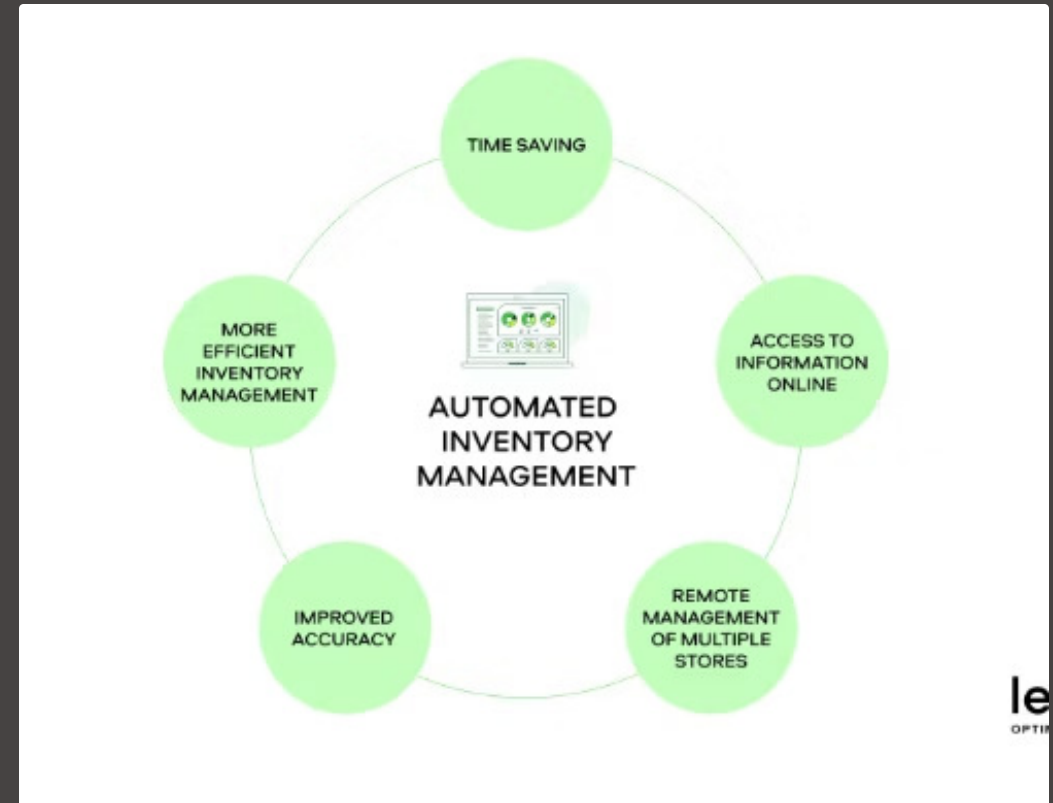 TIME SAVING
MORE
EFFICIENT
INVENTORY
MANAGEMENT
ACCESS TO
INFORMATION
ONLINE
AUTOMATED
INVENTORY
MANAGEMENT
IMPROVED
ACCURACY
REMOTE
MANAGEMENT
OF MULTIPLE
STORES
le